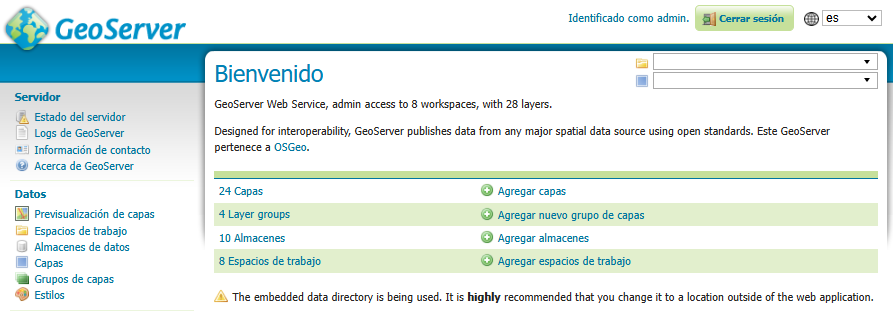 GeoServer
Identificado como admin.
Cerrar sesión
es
Servidor
Estado del servidor
Logs de GeoServer
Información de contacto
Acerca de GeoServer
Datos
Previsualización de capas
Espacios de trabajo
Almacenes de datos
Capas
Grupos de capas
Estilos
Bienvenido
GeoServer Web Service, admin access to 8 workspaces, with 28 layers.
Designed for interoperability, GeoServer publishes data from any major spatial data source using open standards. Este GeoServer
pertenece a OSGeo.
24 Capas Agregar capas
4 Layer groups Agregar nuevo grupo de capas
10 Almacenes Agregar almacenes
8 Espacios de trabajo Agregar espacios de trabajo
The embedded data directory is being used. It is highly recommended that you change it to a location outside of the web application.